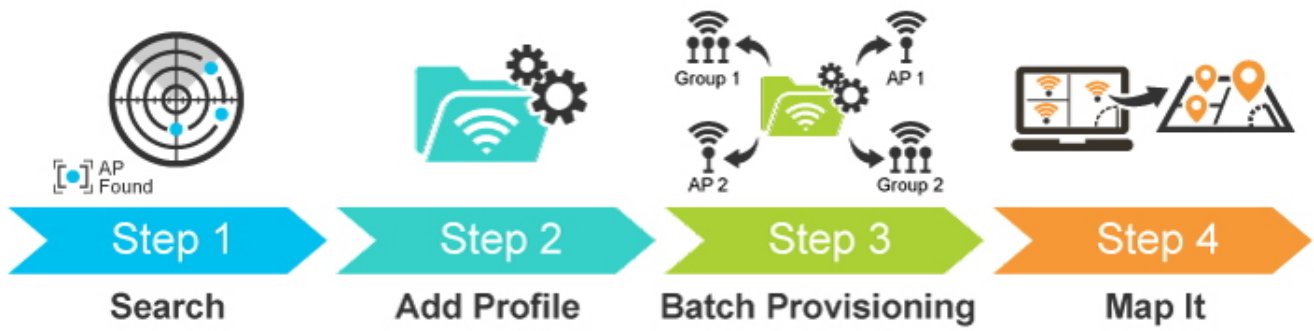 AP
Found
Group 1
AP 1
AP 2
Group 2
Step 1
Step 2
Step 3
Step 4
Search
Add Profile
Batch Provisioning
Map It